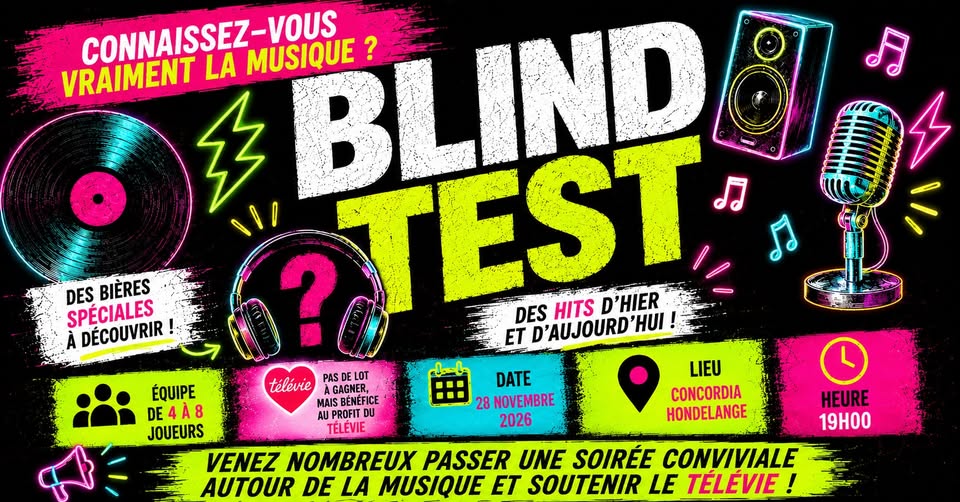 CONNAISSEZ-VOUS
VRAIMENT LA MUSIQUE ?
BLIND
TEST
DES BIÈRES
SPÉCIALES
À DÉCOUVRIR !
?
DES HITS D'HIER
ET D'AUJOURD'HUI !
ÉQUIPE
DE 4 À 8
JOUEURS
télévie
PAS DE LOT
À GAGNER,
MAIS BÉNÉFICE
AU PROFIT DU
TÉLÉVIE
DATE
28 NOVEMBRE
2026
LIEU
CONCORDIA
HONDELANGE
HEURE
19H00
VENEZ NOMBREUX PASSER UNE SOIRÉE CONVIVIALE
AUTOUR DE LA MUSIQUE ET SOUTENIR LE TÉLÉVIE !